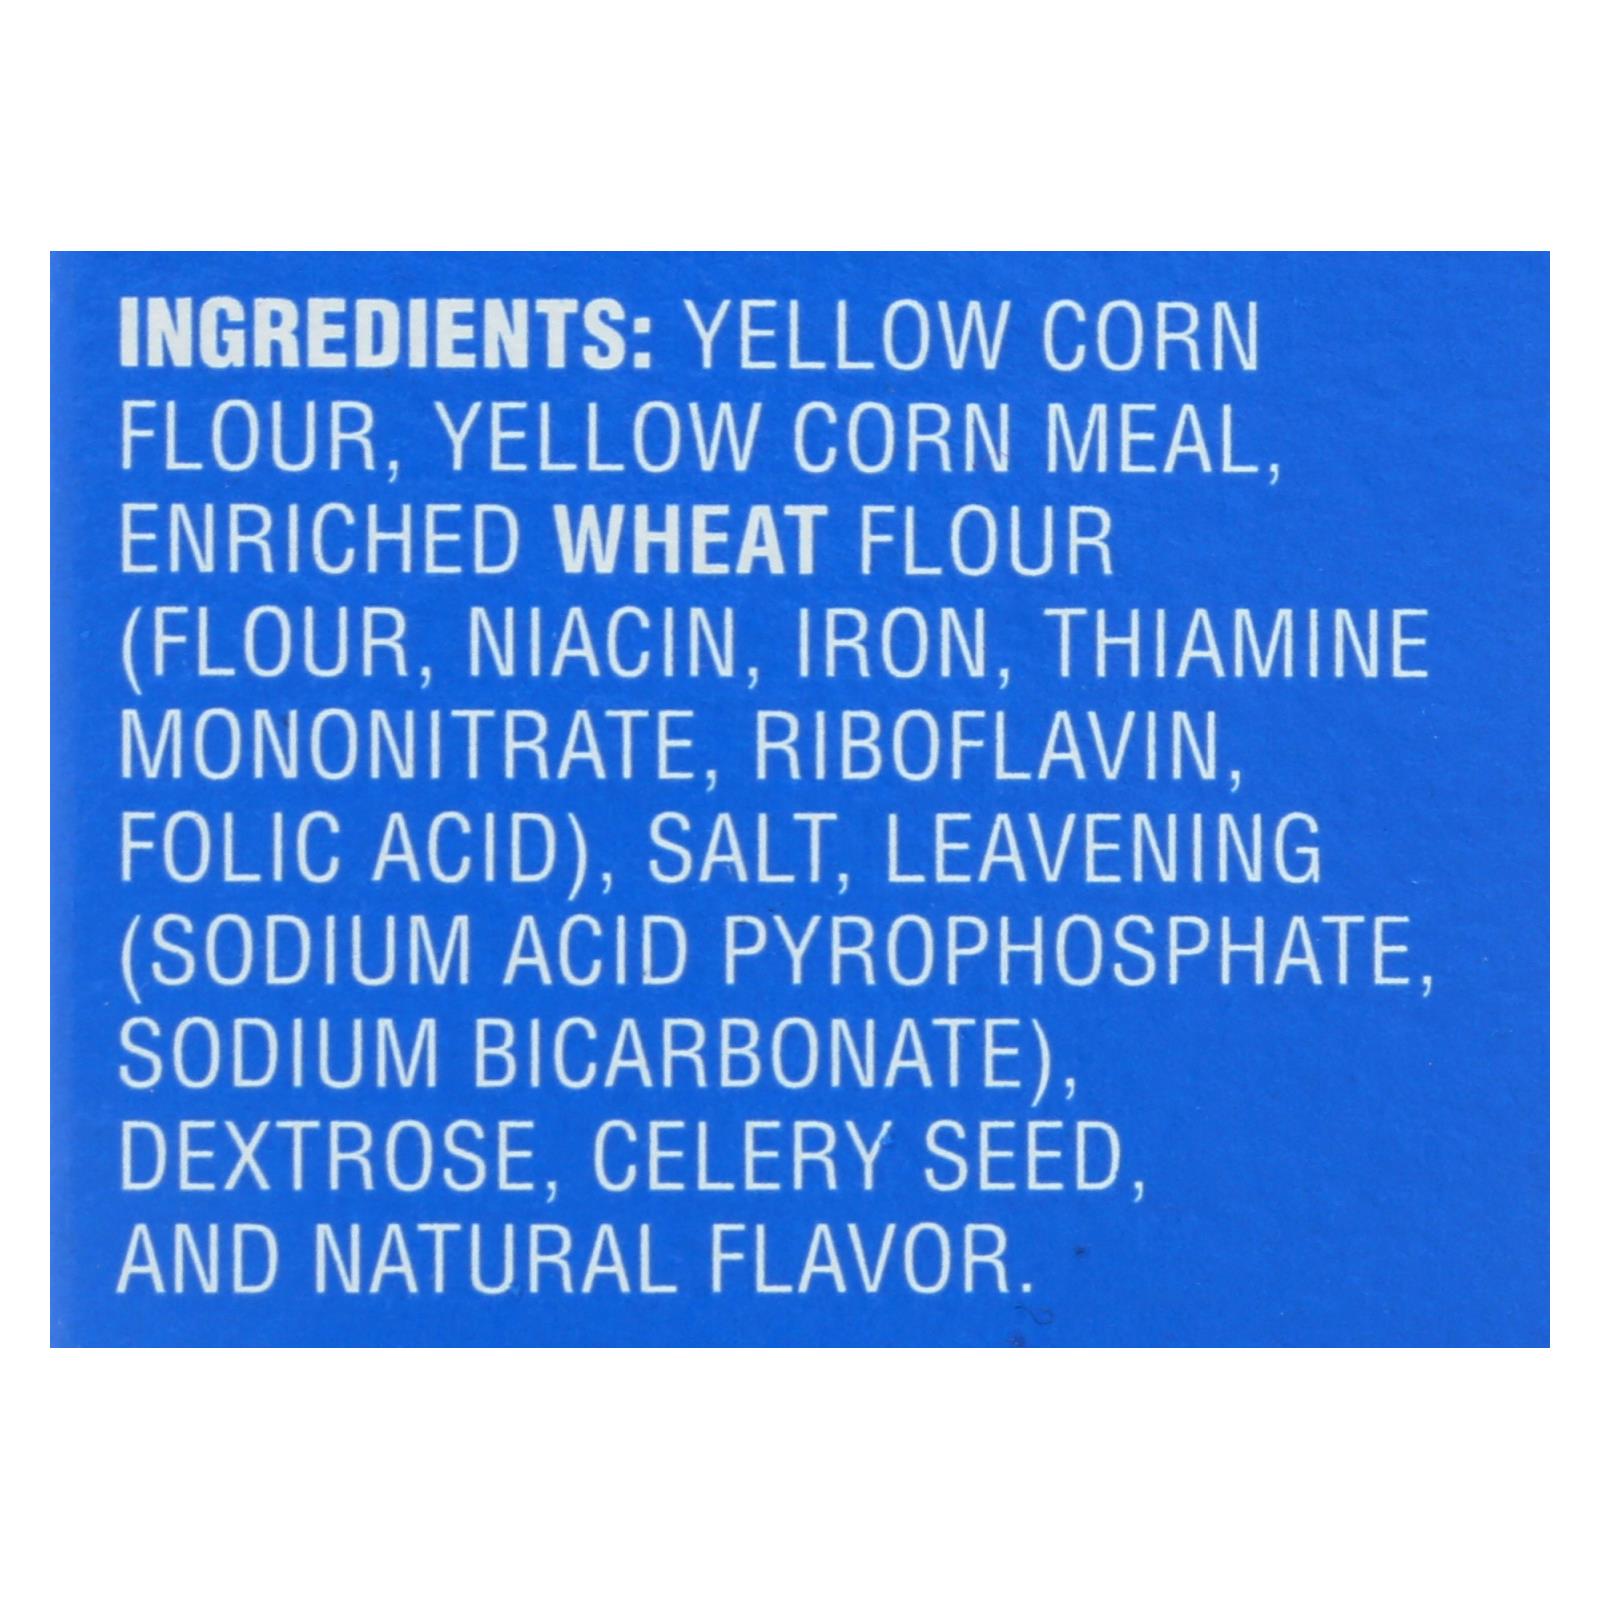 INGREDIENTS: YELLOW CORN
FLOUR, YELLOW CORN MEAL,
ENRICHED WHEAT FLOUR
(FLOUR, NIACIN, IRON, THIAMINE
MONONITRATE, RIBOFLAVIN,
FOLIC ACID), SALT, LEAVENING
(SODIUM ACID PYROPHOSPHATE,
SODIUM BICARBONATE),
DEXTROSE, CELERY SEED,
AND NATURAL FLAVOR.